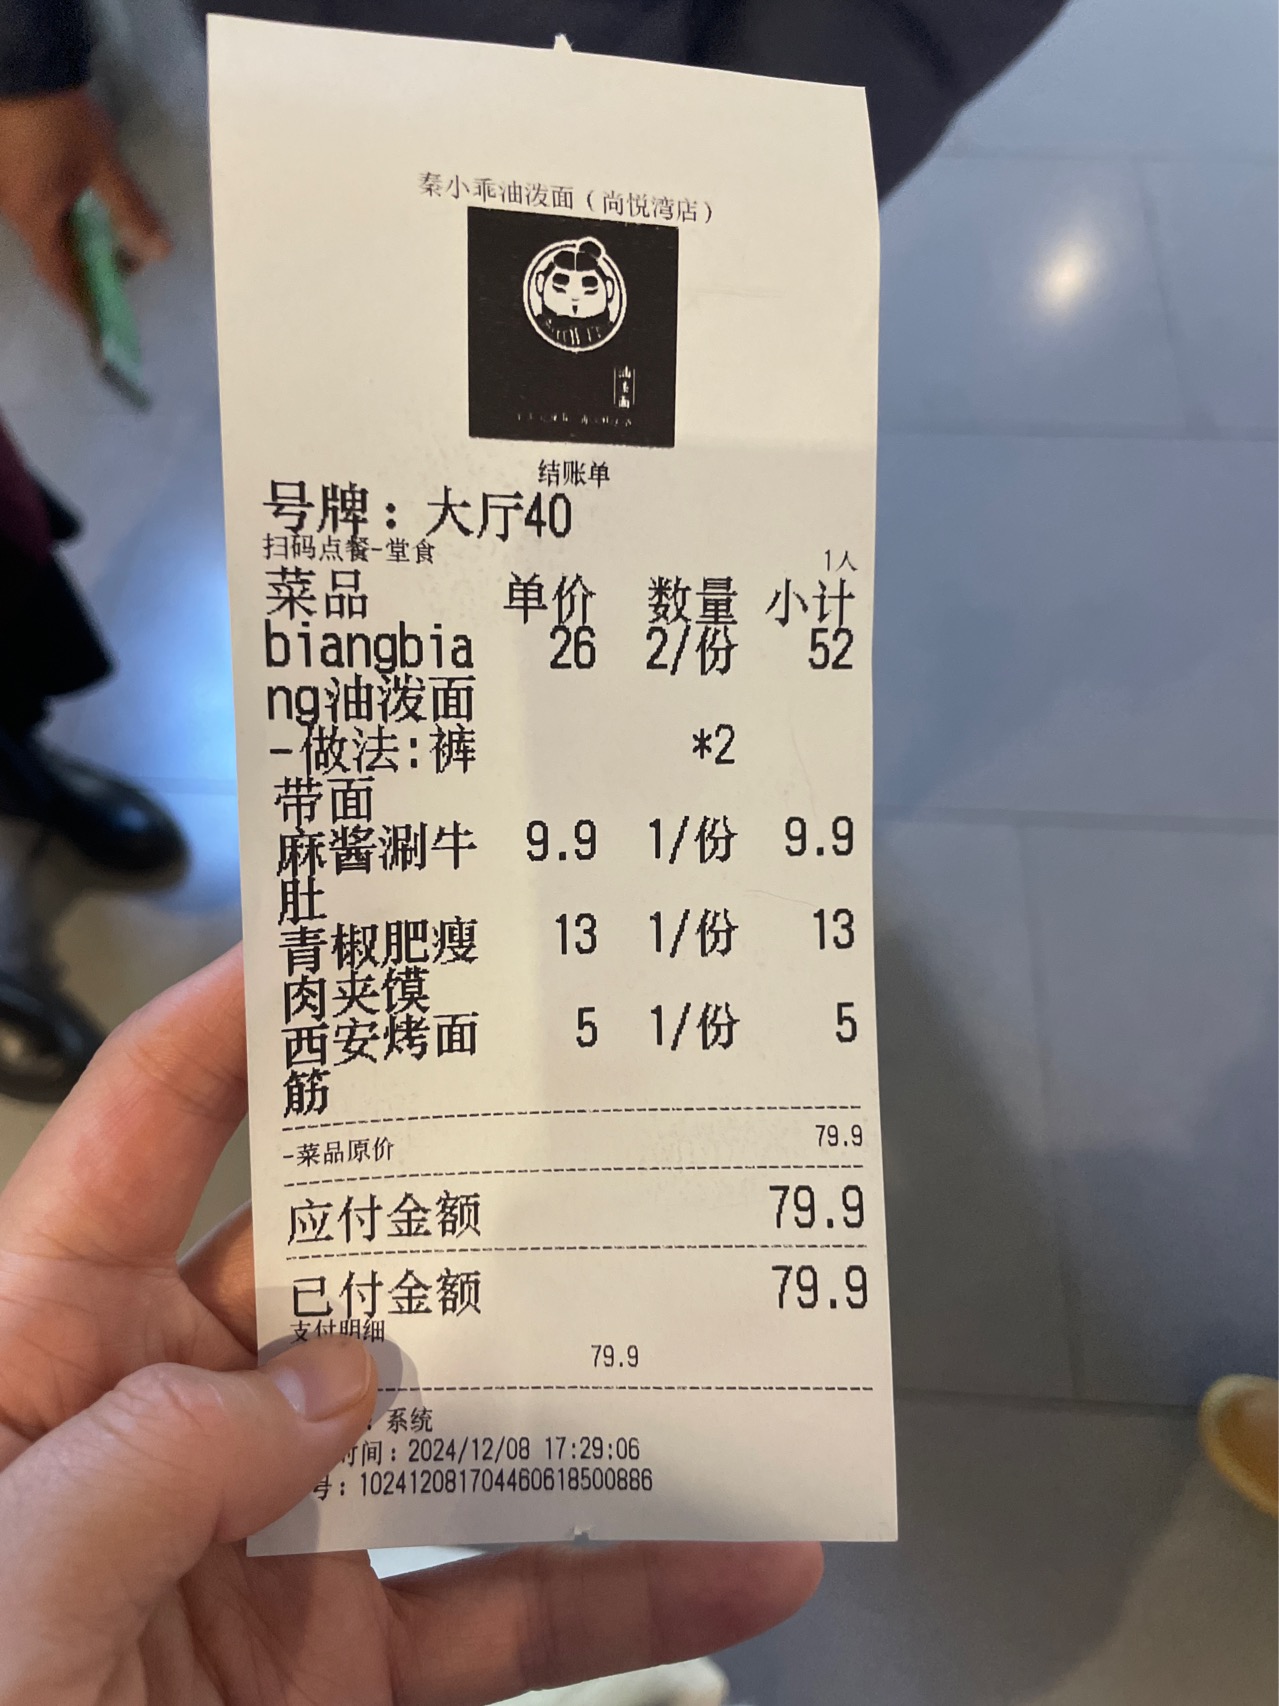 秦小乖油泼面（尚悦湾店）
结账单
号牌：大厅40
扫码点餐-堂食 1人
菜品 单价 数量 小计
biangbia 26 2/份 52
ng油泼面
-做法:裤 *2
带面
麻酱涮牛 9.9 1/份 9.9
肚
青椒肥瘦 13 1/份 13
肉夹馍
西安烤面 5 1/份 5
筋
-菜品原价 79.9
应付金额 79.9
已付金额 79.9
支付明细
79.9
：系统
时间：2024/12/08 17:29:06
号：102412081704460618500886